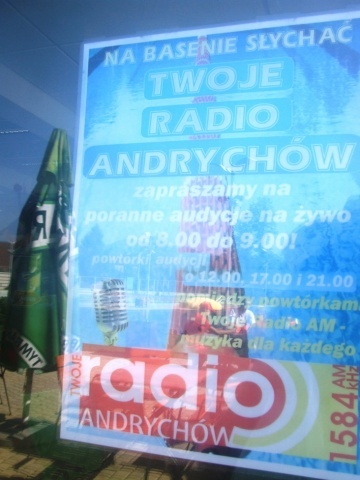 NA BASENIE SŁYCHAĆ
TWOJE
RADIO
ANDRYCHÓW
zapraszamy na
poranne audycje na żywo
od 8.00 do 9.00!
powtórki audycji
o 12.00, 17.00 i 21.00
pomiędzy powtórkami
- Twoje Radio AM -
muzyka dla każdego
TWOJE
radio
ANDRYCHÓW
1584 AM